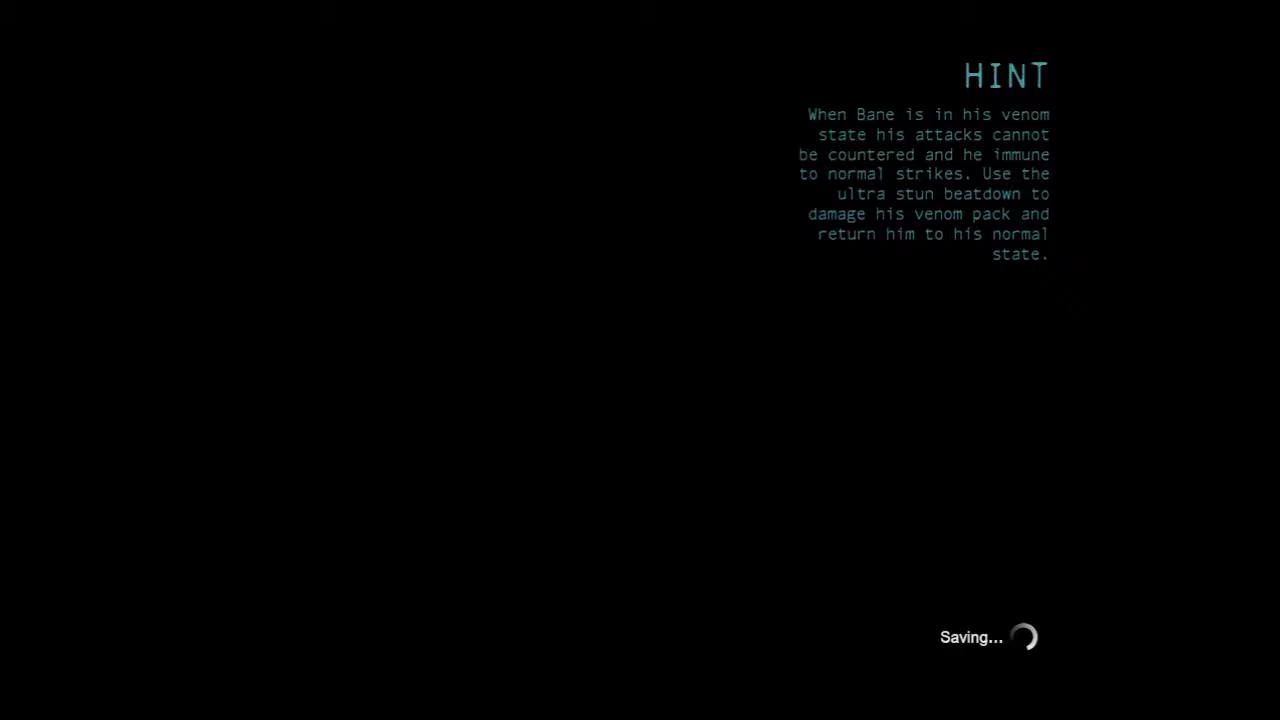 HINT
When Bane is in his venom
state his attacks cannot
be countered and he immune
to normal strikes. Use the
ultra stun beatdown to
damage his venom pack and
return him to his normal
state.
Saving...